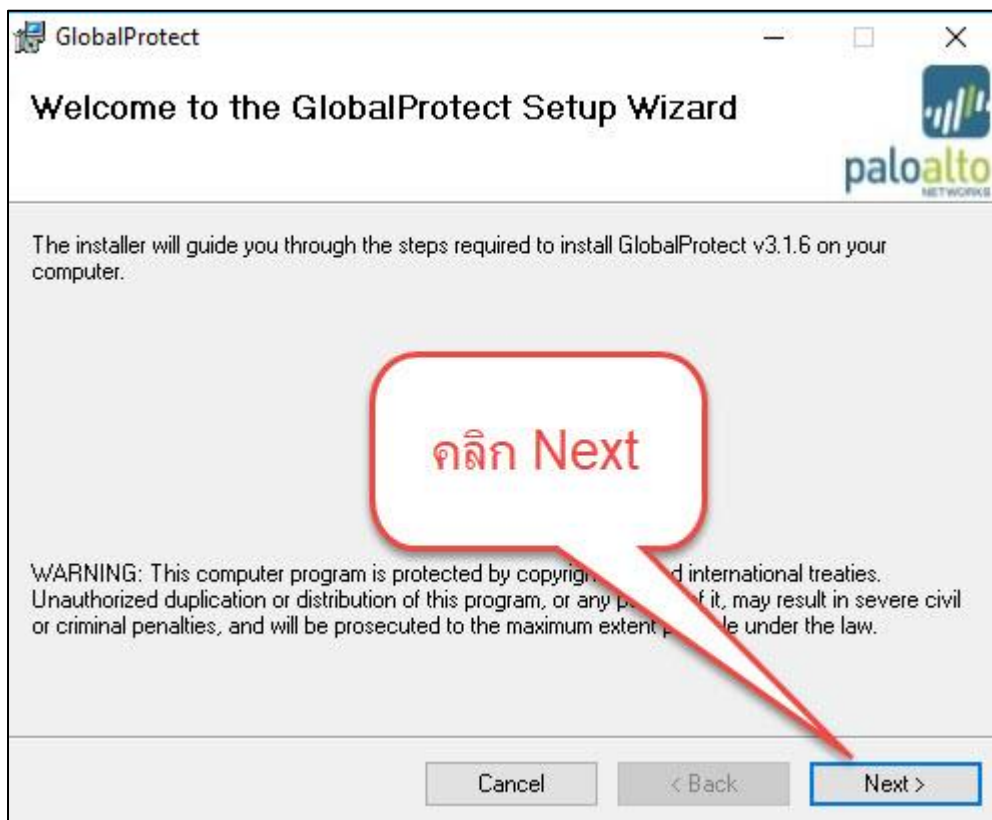 GlobalProtect
Welcome to the GlobalProtect Setup Wizard
paloalto
NETWORKS
The installer will guide you through the steps required to install GlobalProtect v3.1.6 on your
computer.
คลิก Next
WARNING: This computer program is protected by international treaties.
Unauthorized duplication or distribution of this program, or any of it, may result in severe civil
or criminal penalties, and will be prosecuted to the maximum extent under the law.
Cancel
< Back
Next >